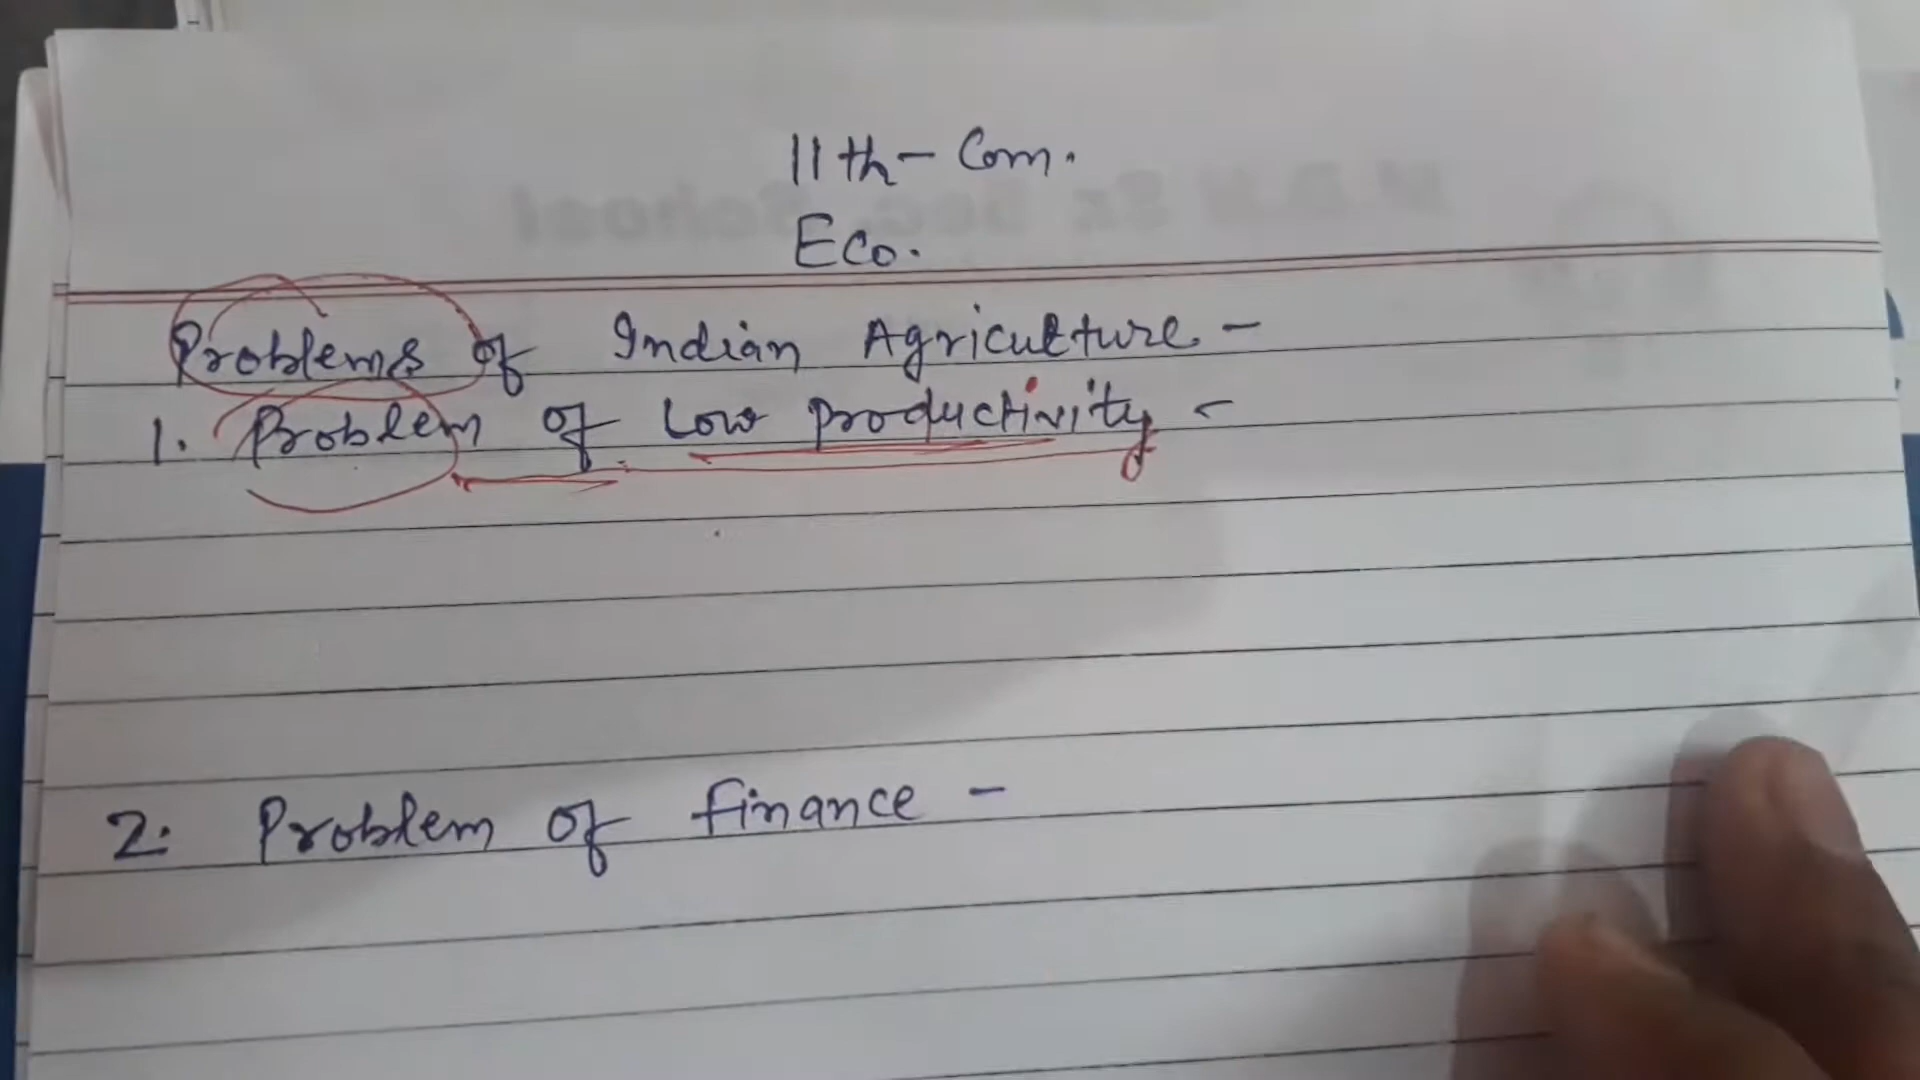 11th - Com.
Eco.
Problems of Indian Agriculture -
1. Problem of Low Productivity -
2. Problem of finance -